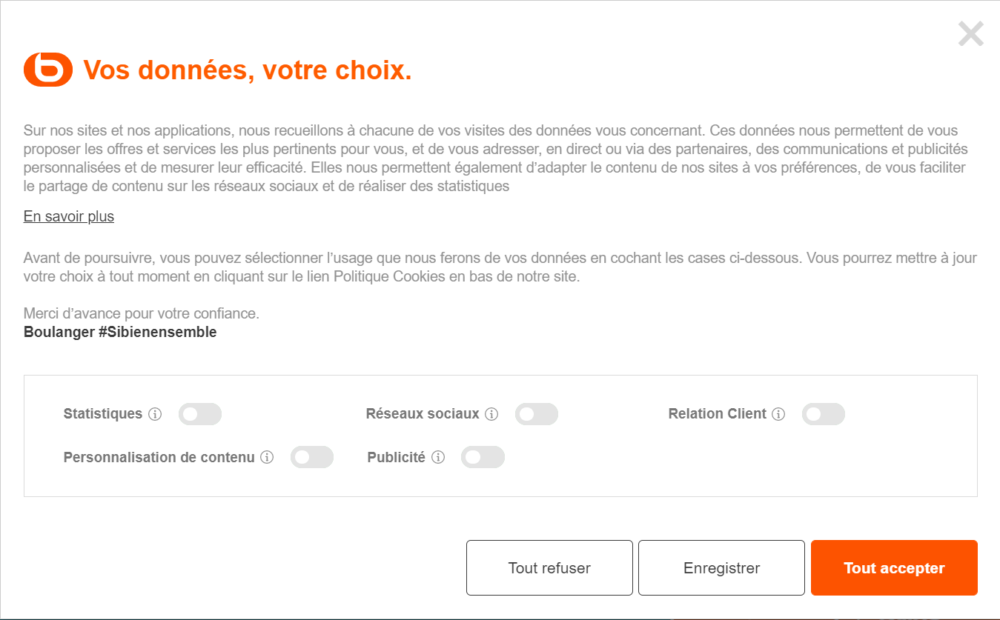 Vos données, votre choix.
Sur nos sites et nos applications, nous recueillons à chacune de vos visites des données vous concernant. Ces données nous permettent de vous
proposer les offres et services les plus pertinents pour vous, et de vous adresser, en direct ou via des partenaires, des communications et publicités
personnalisées et de mesurer leur efficacité. Elles nous permettent également d’adapter le contenu de nos sites à vos préférences, de vous faciliter
le partage de contenu sur les réseaux sociaux et de réaliser des statistiques
En savoir plus
Avant de poursuivre, vous pouvez sélectionner l’usage que nous ferons de vos données en cochant les cases ci-dessous. Vous pourrez mettre à jour
votre choix à tout moment en cliquant sur le lien Politique Cookies en bas de notre site.
Merci d’avance pour votre confiance.
Boulanger #Sibienensemble
Statistiques Réseaux sociaux Relation Client
Personnalisation de contenu Publicité
Tout refuser Enregistrer Tout accepter